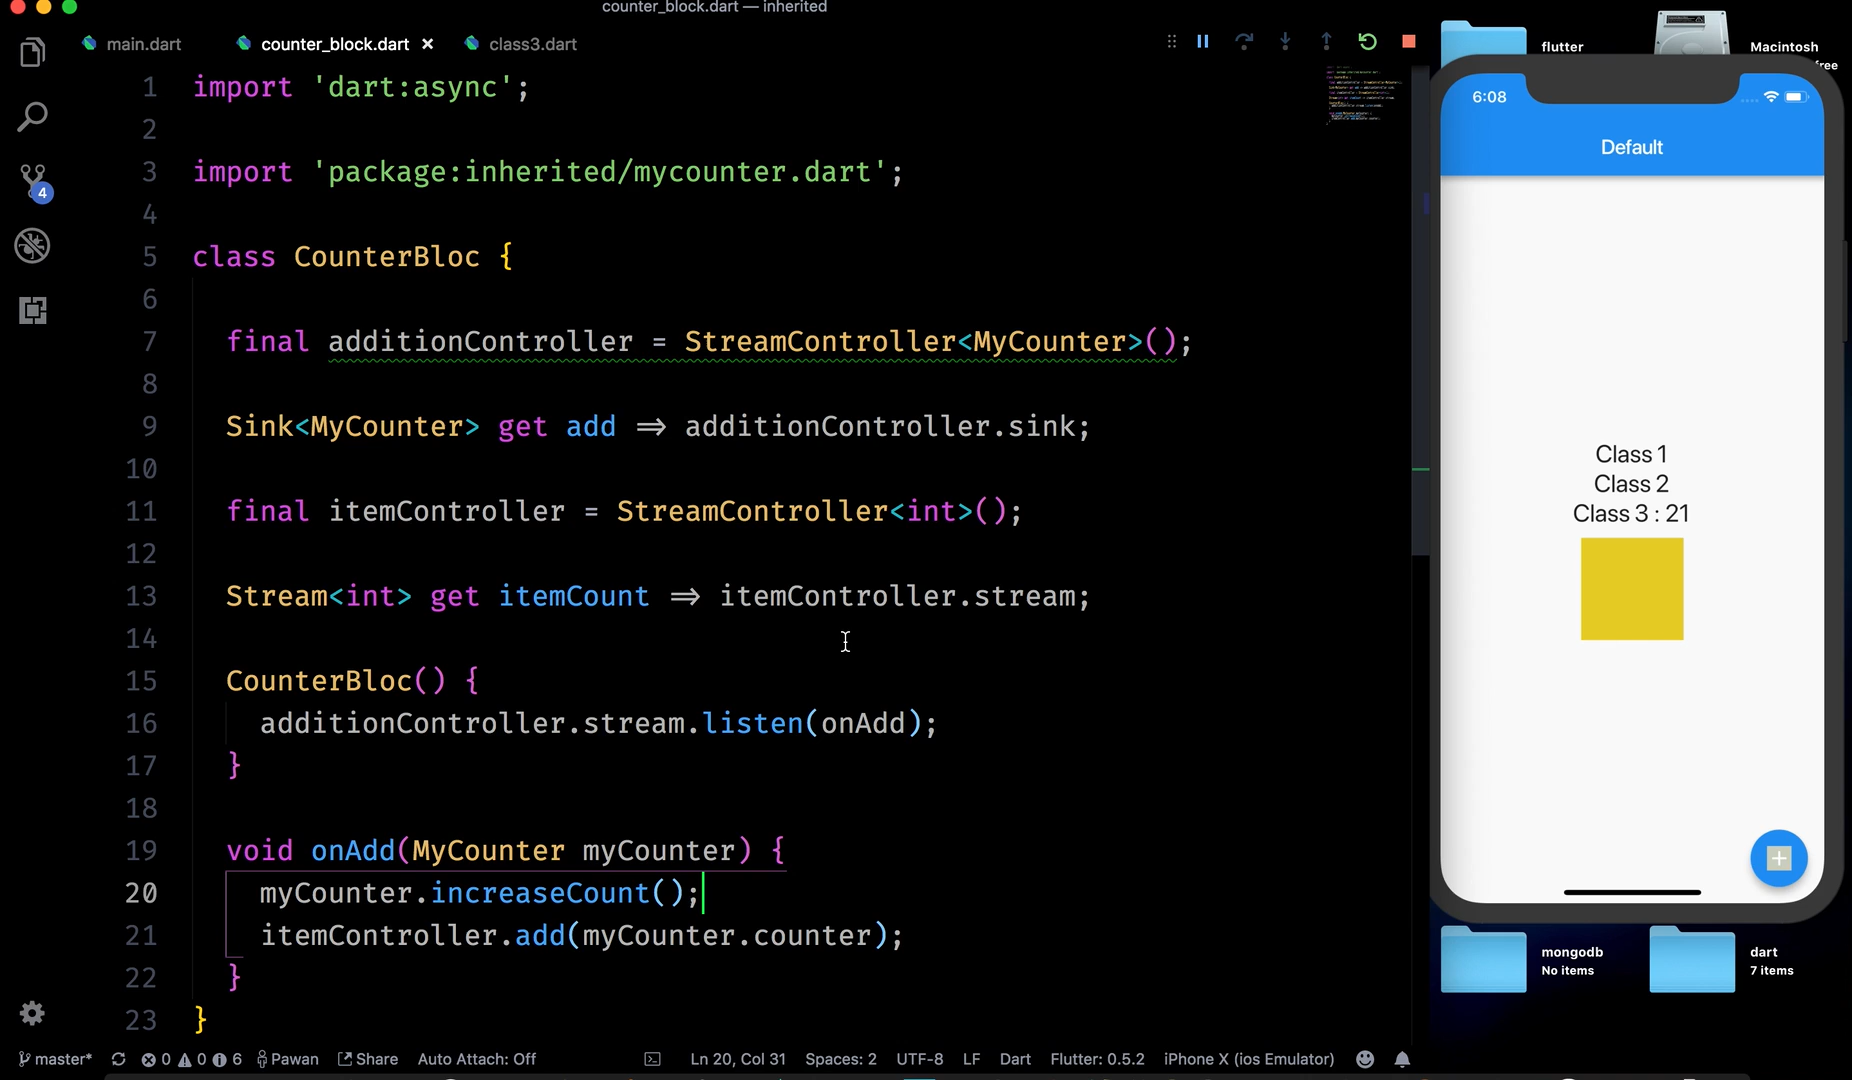 counter_block.dart — inherited
main.dart
counter_block.dart ×
class3.dart
1 import 'dart:async';
2
3 import 'package:inherited/mycounter.dart';
4
5 class CounterBloc {
6
7 final additionController = StreamController<MyCounter>();
8
9 Sink<MyCounter> get add => additionController.sink;
10
11 final itemController = StreamController<int>();
12
13 Stream<int> get itemCount => itemController.stream;
14
15 CounterBloc() {
16 additionController.stream.listen(onAdd);
17 }
18
19 void onAdd(MyCounter myCounter) {
20 myCounter.increaseCount();
21 itemController.add(myCounter.counter);
22 }
23 }
4
master* 0 0 6 Pawan Share Auto Attach: Off Ln 20, Col 31 Spaces: 2 UTF-8 LF Dart Flutter: 0.5.2 iPhone X (ios Emulator)
flutter
Macintosh
free
6:08
Default
Class 1
Class 2
Class 3 : 21
+
mongodb
No items
dart
7 items